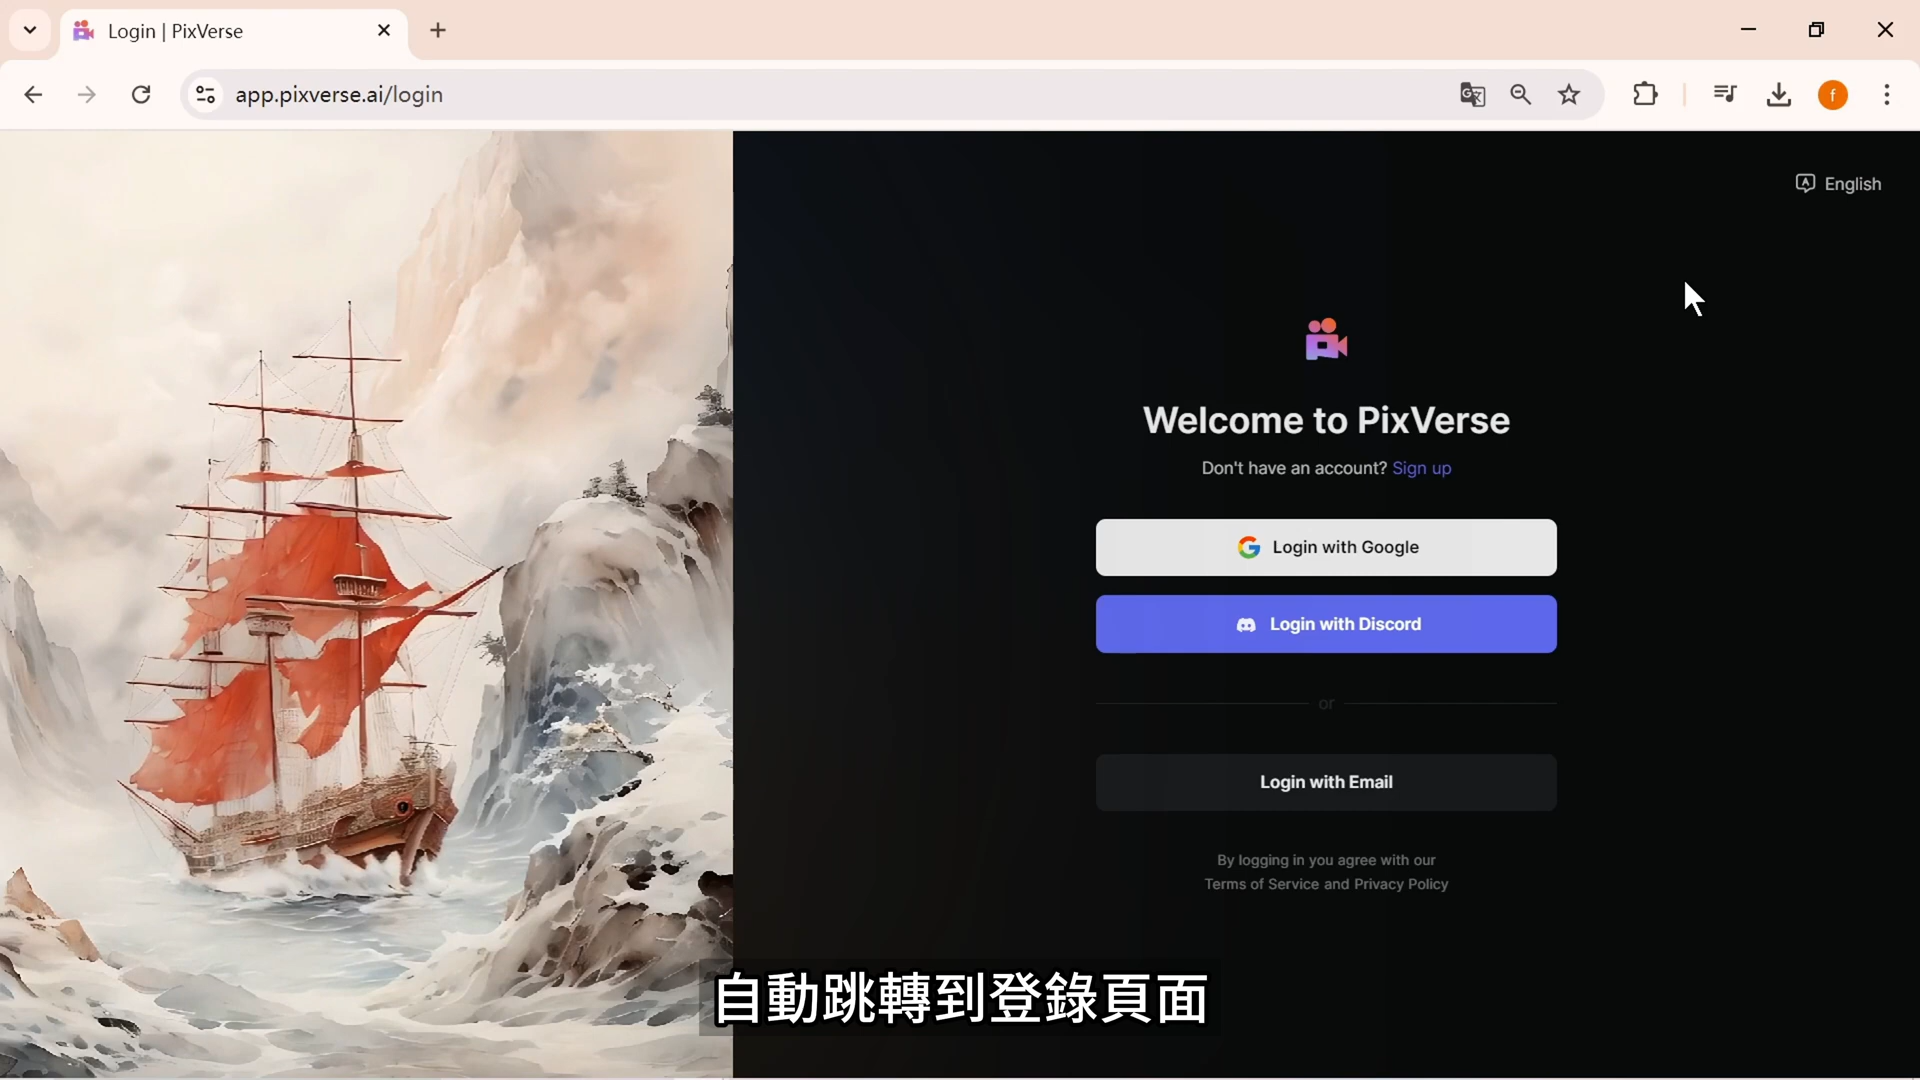 Login | PixVerse
app.pixverse.ai/login
f
English
Welcome to PixVerse
Don't have an account? Sign up
Login with Google
Login with Discord
or
Login with Email
By logging in you agree with our
Terms of Service and Privacy Policy
自動跳轉到登錄頁面